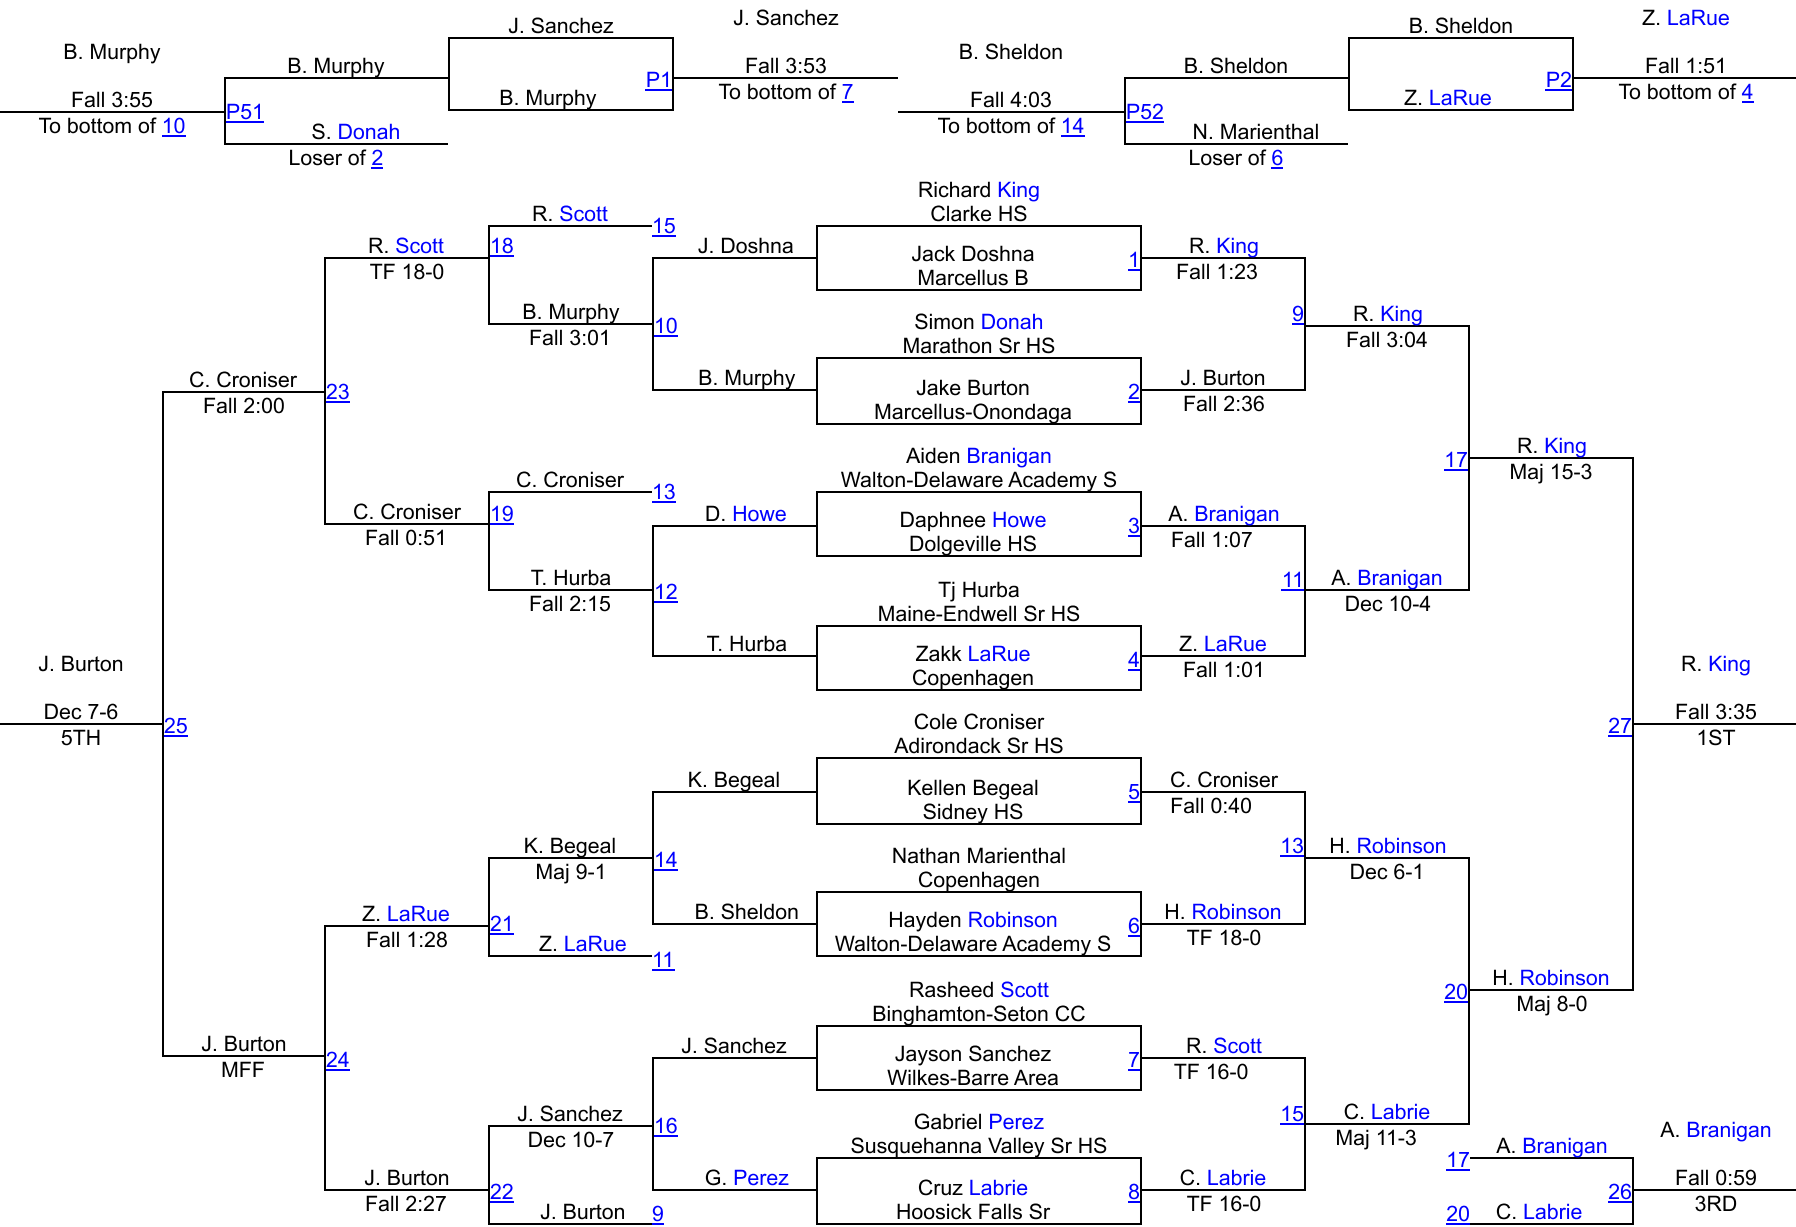 J. Sanchez
J. Sanchez
B. Sheldon
Z. LaRue
B. Murphy
B. Murphy
Fall 3:53
B. Sheldon
B. Sheldon
Fall 1:51
P1
To bottom of 7
P2
To bottom of 4
Fall 3:55
B. Murphy
Fall 4:03
Z. LaRue
To bottom of 10
P51
To bottom of 14
P52
S. Donah
N. Marienthal
Loser of 2
Loser of 6
Richard King
Clarke HS
R. Scott
15
R. Scott
18
J. Doshna
Jack Doshna
1
R. King
TF 18-0
Marcellus B
Fall 1:23
B. Murphy
10
Simon Donah
9
R. King
Fall 3:01
Marathon Sr HS
Fall 3:04
C. Croniser
23
B. Murphy
Jake Burton
2
J. Burton
Fall 2:00
Marcellus-Onondaga
Fall 2:36
Aiden Branigan
17
R. King
C. Croniser
13
Walton-Delaware Academy S
Maj 15-3
C. Croniser
19
D. Howe
Daphnee Howe
3
A. Branigan
Fall 0:51
Dolgeville HS
Fall 1:07
T. Hurba
12
Tj Hurba
11
A. Branigan
Fall 2:15
Maine-Endwell Sr HS
Dec 10-4
T. Hurba
Zakk LaRue
4
Z. LaRue
Copenhagen
Fall 1:01
J. Burton
R. King
Dec 7-6
25
Cole Croniser
27
Fall 3:35
5TH
Adirondack Sr HS
1ST
K. Begeal
Kellen Begeal
5
C. Croniser
Sidney HS
Fall 0:40
K. Begeal
14
Nathan Marienthal
13
H. Robinson
Maj 9-1
Copenhagen
Dec 6-1
Z. LaRue
21
B. Sheldon
Hayden Robinson
6
H. Robinson
Fall 1:28
Z. LaRue
11
Walton-Delaware Academy S
TF 18-0
Rasheed Scott
20
H. Robinson
Binghamton-Seton CC
Maj 8-0
J. Burton
24
J. Sanchez
Jayson Sanchez
7
R. Scott
MFF
Wilkes-Barre Area
TF 16-0
J. Sanchez
16
Gabriel Perez
15
C. Labrie
Dec 10-7
Susquehanna Valley Sr HS
Maj 11-3
A. Branigan
17
A. Branigan
J. Burton
22
G. Perez
Cruz Labrie
8
C. Labrie
26
Fall 0:59
Fall 2:27
J. Burton
9
Hoosick Falls Sr
TF 16-0
20
C. Labrie
3RD